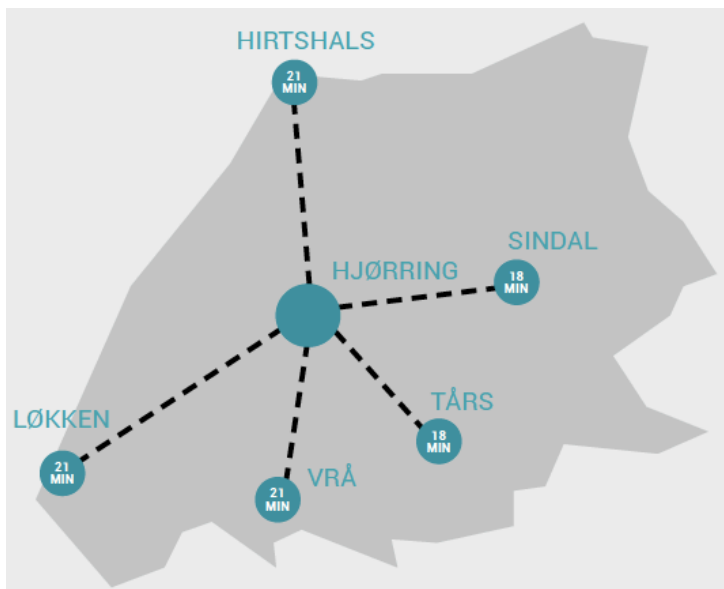 HIRTSHALS
21
MIN
SINDAL
HJØRRING
18
MIN
TÅRS
LØKKEN
18
MIN
21
MIN
VRÅ
21
MIN